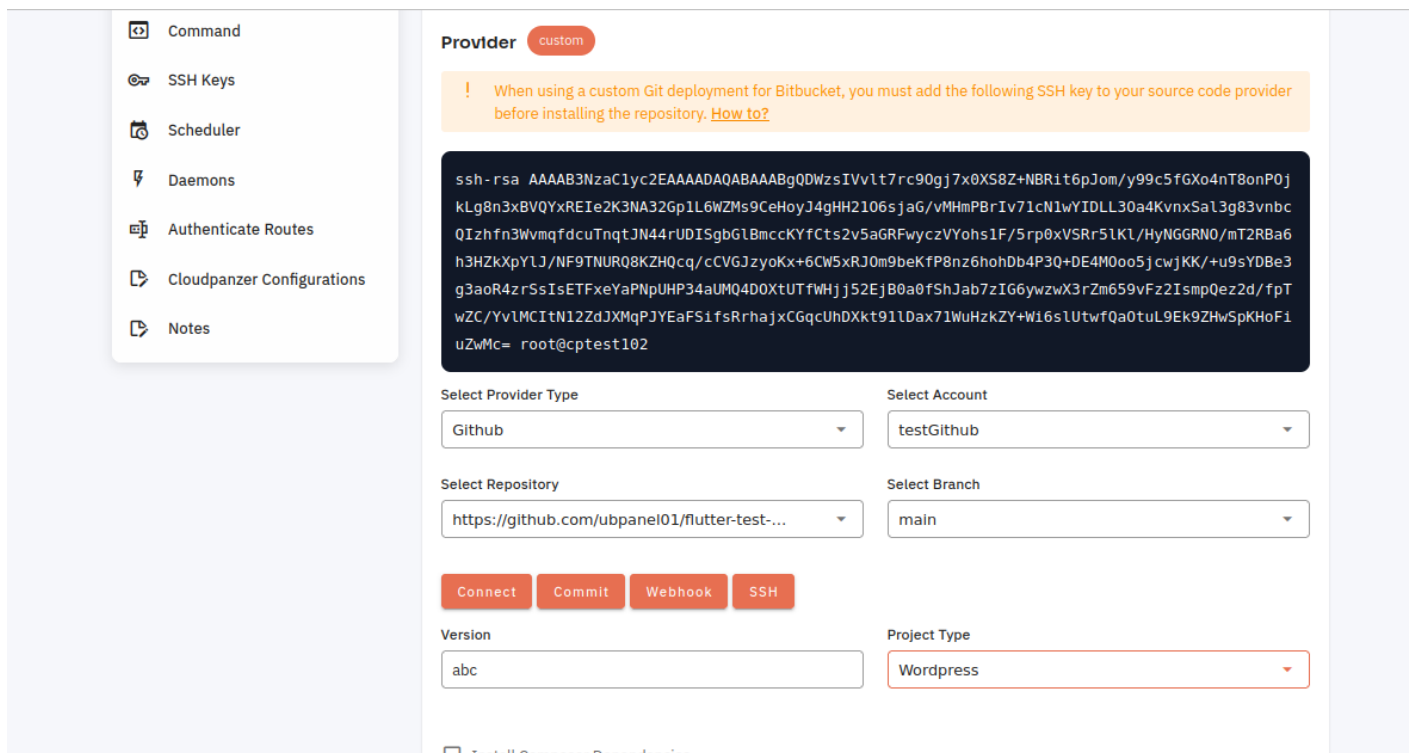 Command
SSH Keys
Scheduler
Daemons
Authenticate Routes
Cloudpanzer Configurations
Notes
Provider custom
! When using a custom Git deployment for Bitbucket, you must add the following SSH key to your source code provider
before installing the repository. How to?
ssh-rsa AAAAB3NzaC1yc2EAAAADAQABAAABgQDWzsIVvlt7rc9Ogj7x0XS8Z+NBRit6pJom/y99c5fGXo4nT8onPOj
kLg8n3xBVQYxREIe2K3NA32Gp1L6WZMs9CeHoyJ4gHH21O6sjaG/vMHmPBrIv71cN1wYIDLL3Oa4KvnxSal3g83vnbc
QIzhfn3WvmqfdcuTnqtJN44rUDISgbGlBmccKYfCts2v5aGRFwyczVYohs1F/5rp0xVSRr5lKl/HyNGGRNO/mT2RBa6
h3HZkXpYlJ/NF9TNURQ8KZHQcq/cCVGJzyoKx+6CW5xRJOm9beKfP8nz6hohDb4P3Q+DE4MOoo5jcwjKK/+u9sYDBe3
g3aoR4zrSsIsETFxeYaPNpUHP34aUMQ4DOXtUTfWHjj52EjB0a0fShJab7zIG6ywzwX3rZm659vFz2IsmpQez2d/fpT
wZC/YvlMCItN12ZdJXMqPJYEaFSifsRrhajxCGqcUhDXkt91lDax71WuHzkZY+Wi6slUtwfQaOtuL9Ek9ZHwSpKHoFi
uZwMc= root@cptest102
Select Provider Type
Select Account
Github
testGithub
Select Repository
Select Branch
https://github.com/ubpanel01/flutter-test-...
main
Connect Commit Webhook SSH
Version
Project Type
abc
Wordpress